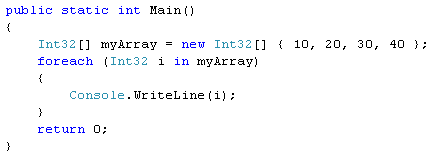 public static int Main()
{
    Int32[] myArray = new Int32[] { 10, 20, 30, 40 };
    foreach (Int32 i in myArray)
    {
        Console.WriteLine(i);
    }
    return 0;
}